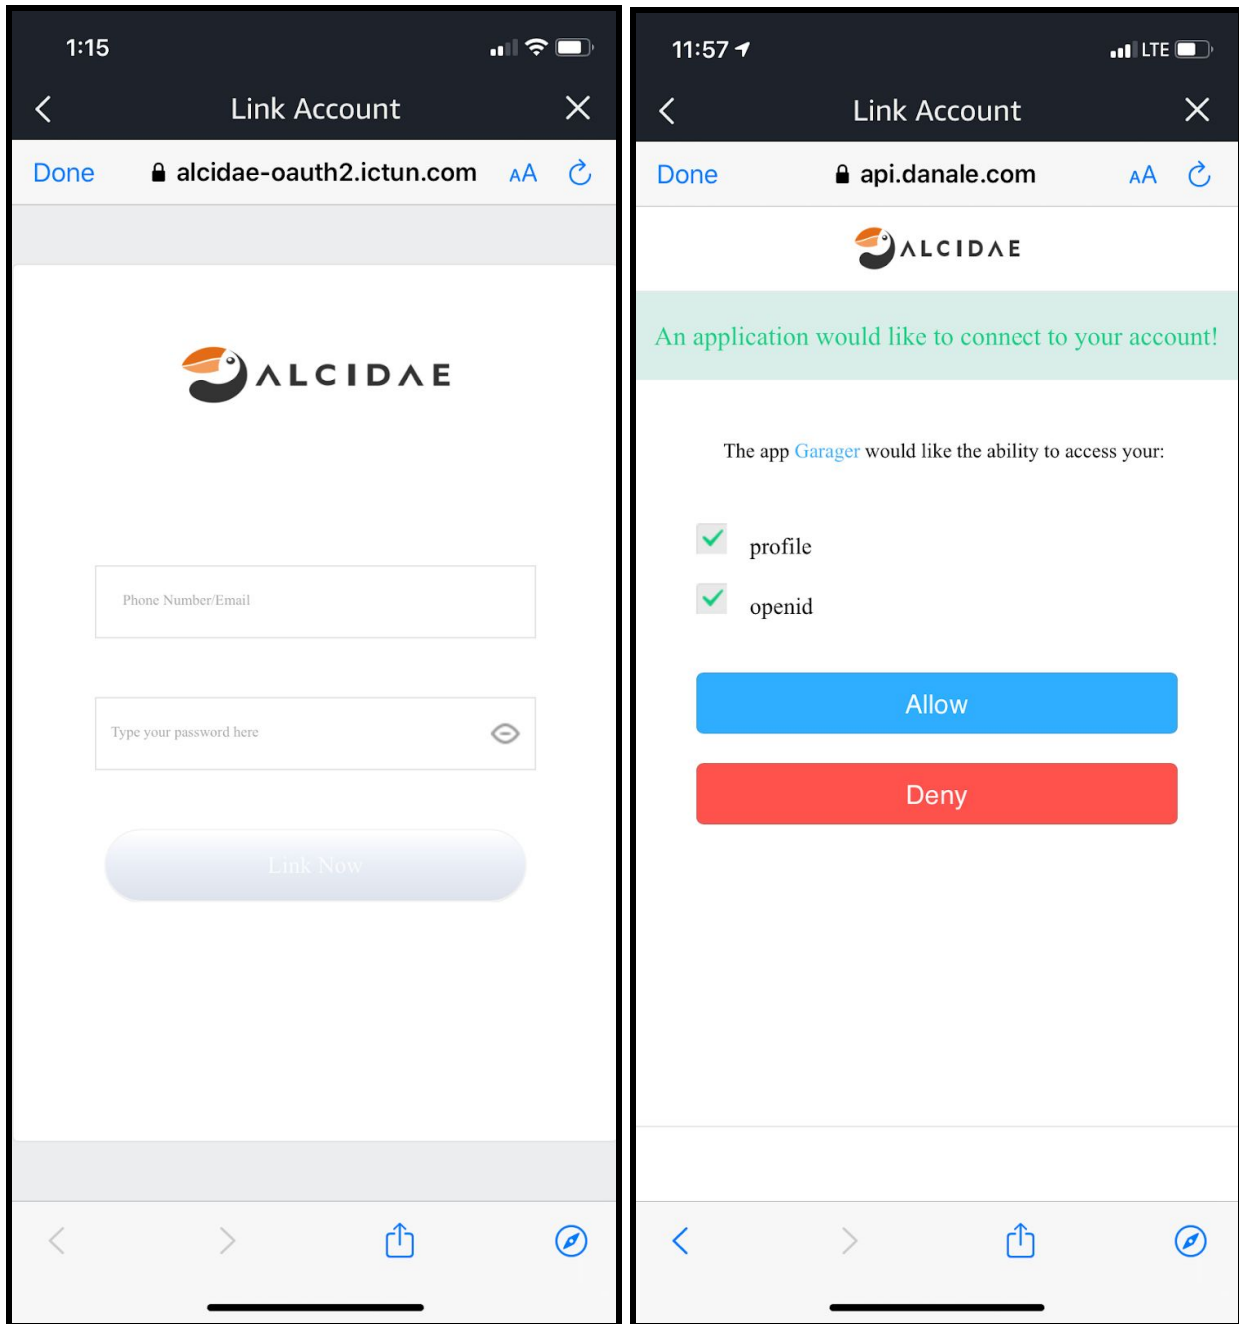 1:15
Link Account
Done alcidae-oauth2.ictun.com AA
ALCIDAE
Phone Number/Email
Type your password here
Link Now
11:57 LTE
Link Account
Done api.danale.com AA
ALCIDAE
An application would like to connect to your account!
The app Garager would like the ability to access your:
profile
openid
Allow
Deny